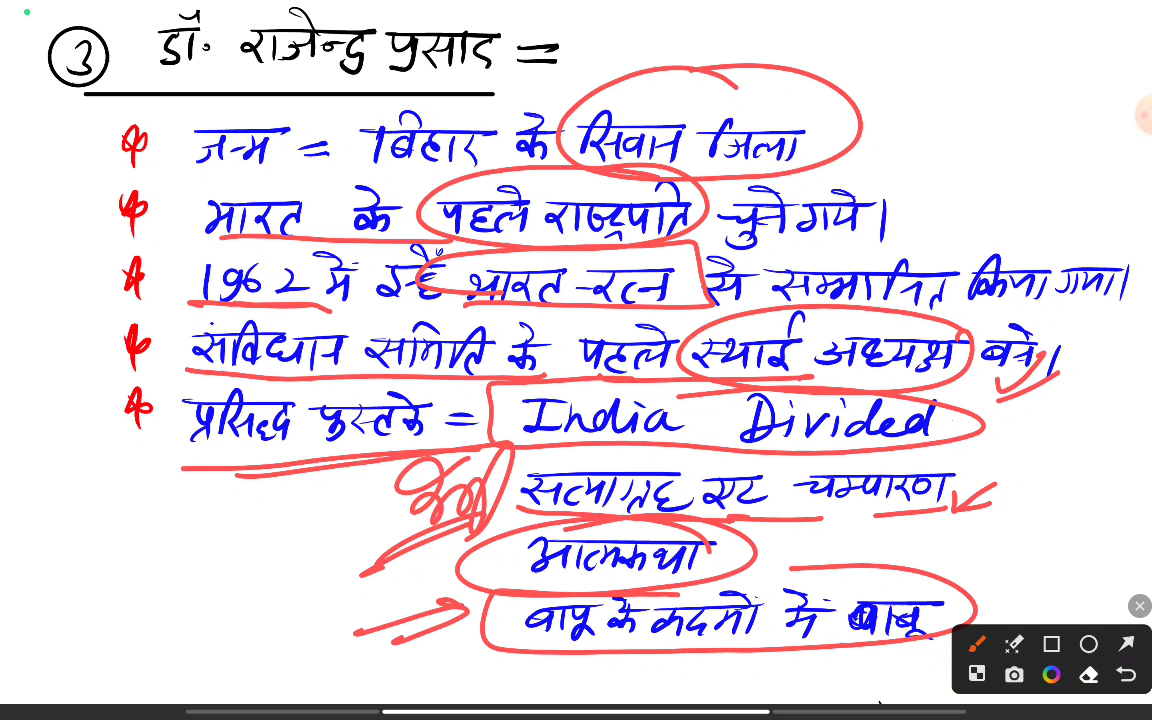 ③ डॉ. राजेन्द्र प्रसाद =
* जन्म = बिहार के सिवान जिला
* भारत के पहले राष्ट्रपति चुने गये।
* 1962 में इन्हें भारत-रत्न से सम्मानित किया गया।
* संविधान समिति के पहले स्थाई अध्यक्ष बने।
* प्रसिद्ध पुस्तके = India Divided
सत्याग्रह एट चम्पारण
आत्मकथा
बापू के कदमों में बाबू